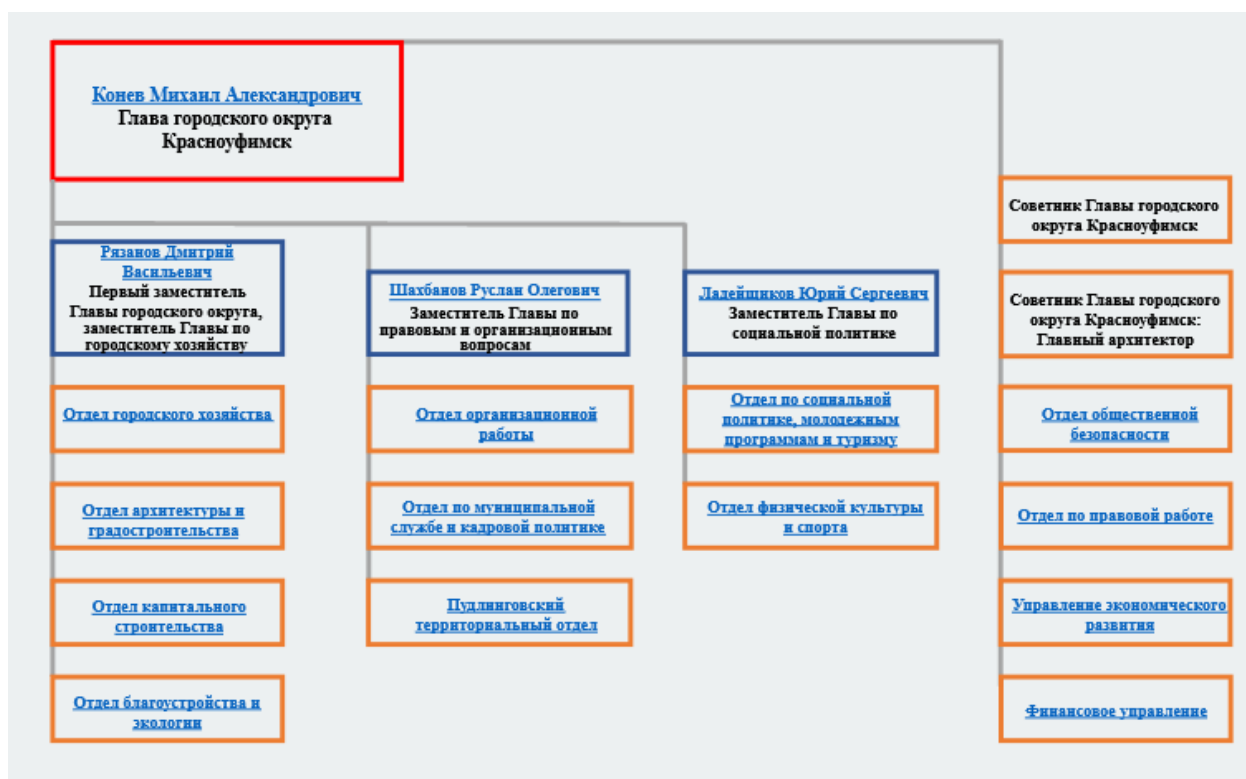 Конев Михаил Александрович
Глава городского округа
Красноуфимск
Рязанов Дмитрий
Васильевич
Первый заместитель
Главы городского округа,
заместитель Главы по
городскому хозяйству
Отдел городского хозяйства
Отдел архитектуры и
градостроительства
Отдел капитального
строительства
Отдел благоустройства и
экологии
Шахбанов Руслан Олегович
Заместитель Главы по
правовым и организационным
вопросам
Отдел организационной
работы
Отдел по муниципальной
службе и кадровой политике
Пудлинговский
территориальный отдел
Ладейщиков Юрий Сергеевич
Заместитель Главы по
социальной политике
Отдел по социальной
политике, молодежным
программам и туризму
Отдел физической культуры
и спорта
Советник Главы городского
округа Красноуфимск
Советник Главы городского
округа Красноуфимск:
Главный архитектор
Отдел общественной
безопасности
Отдел по правовой работе
Управление экономического
развития
Финансовое управление